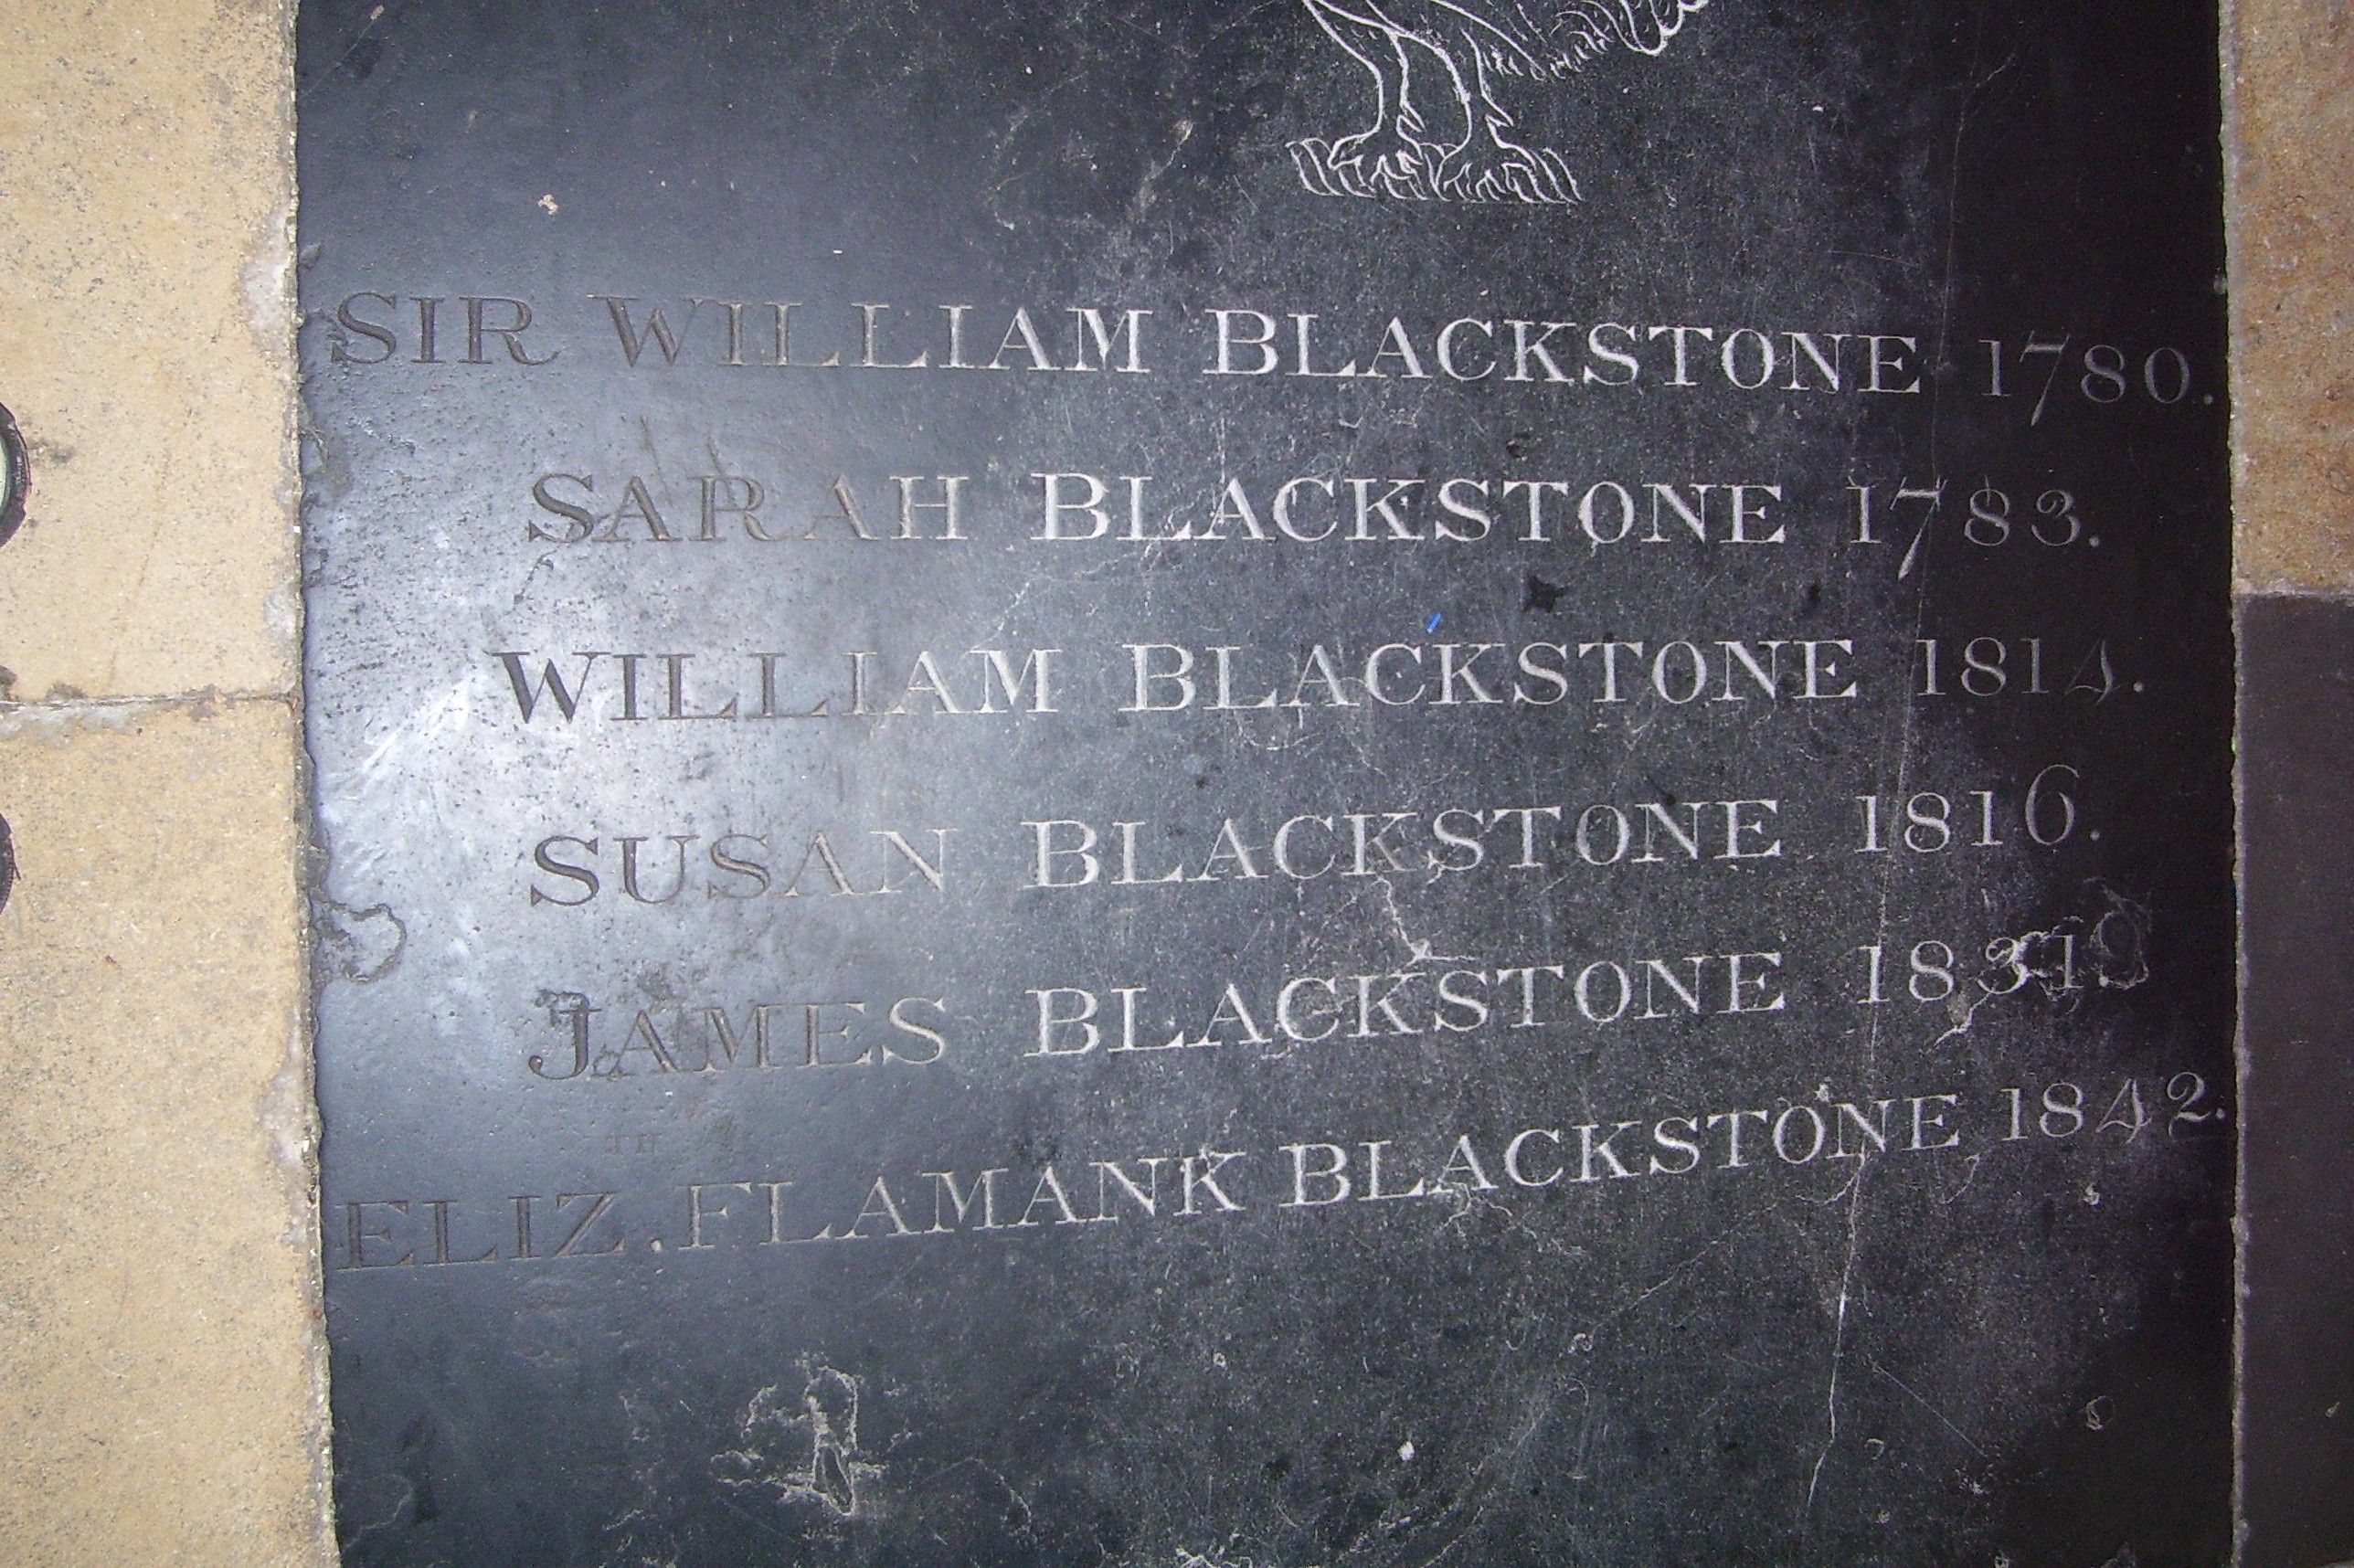 SIR WILLIAM BLACKSTONE 1780.
SARAH BLACKSTONE 1783.
WILLIAM BLACKSTONE 1814.
SUSAN BLACKSTONE 1816.
JAMES BLACKSTONE 1831.
TH
ELIZ. FLAMANK BLACKSTONE 1842.